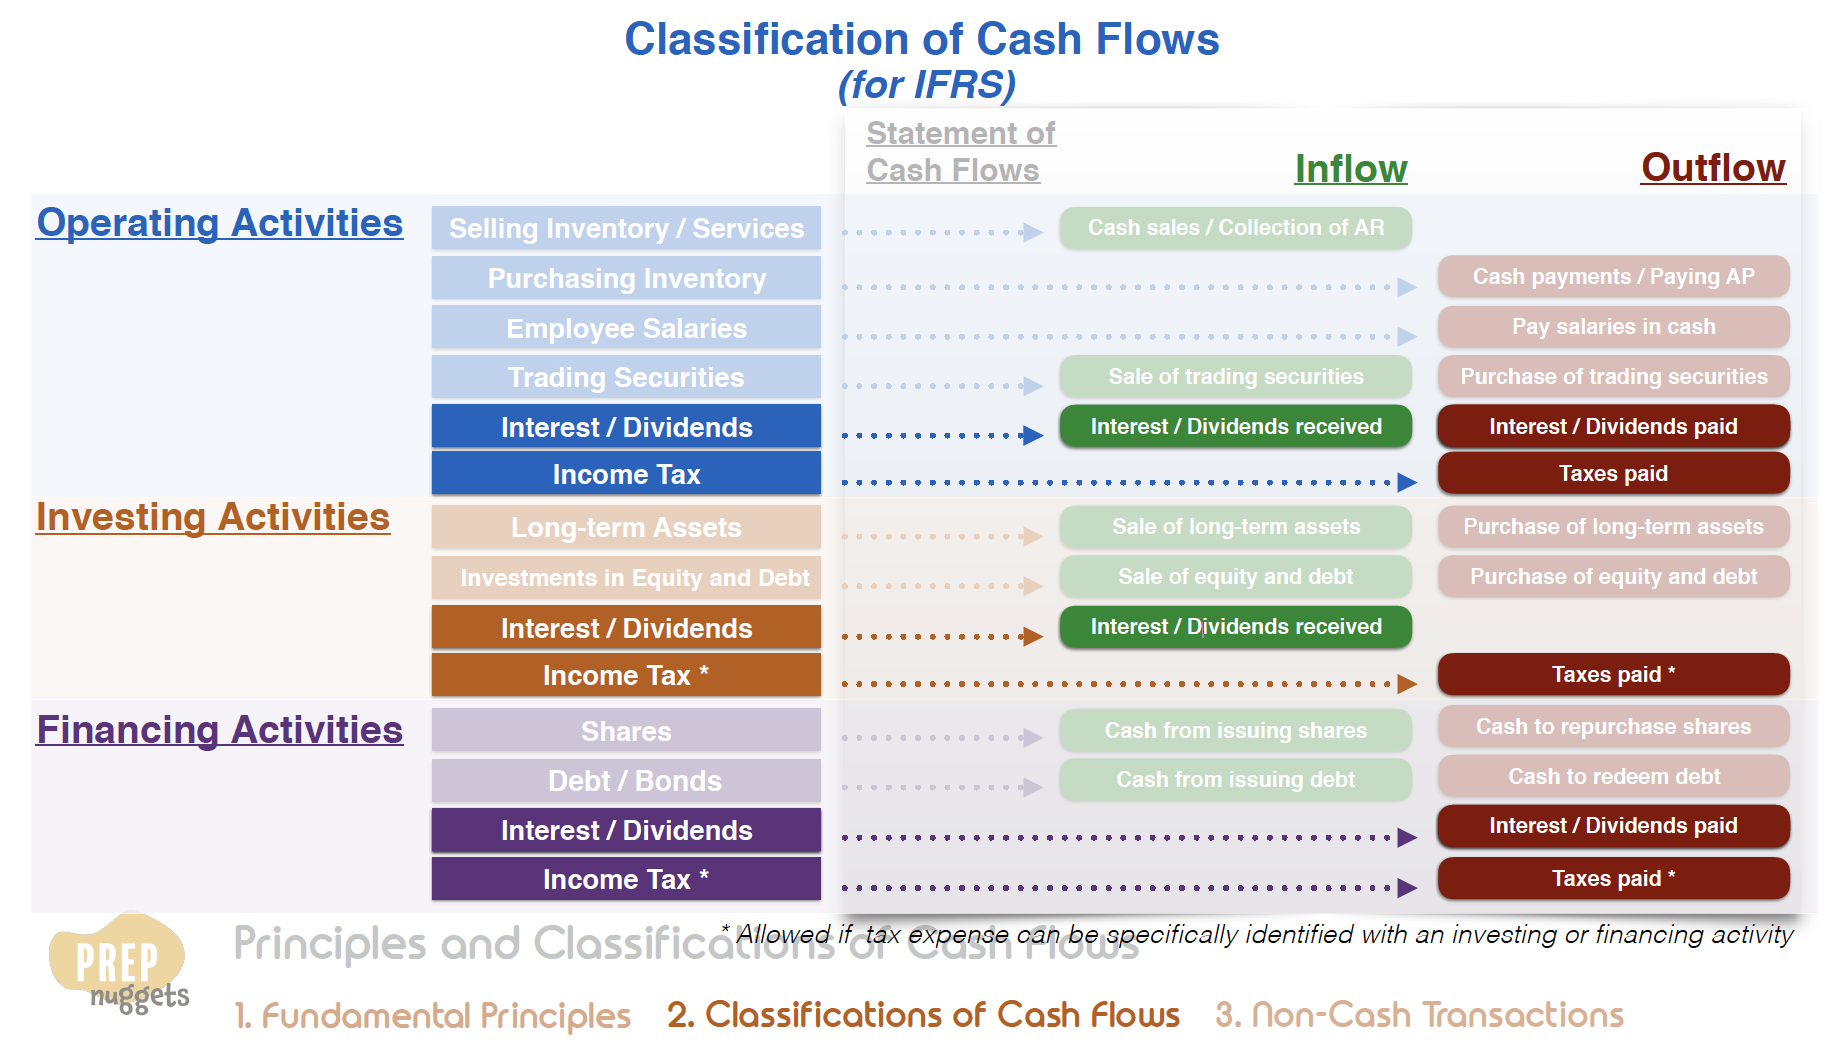 Classification of Cash Flows
(for IFRS)
Statement of
Cash Flows
Inflow
Outflow
Operating Activities
Selling Inventory / Services
Cash sales / Collection of AR
Purchasing Inventory
Cash payments / Paying AP
Employee Salaries
Pay salaries in cash
Trading Securities
Sale of trading securities
Purchase of trading securities
Interest / Dividends
Interest / Dividends received
Interest / Dividends paid
Income Tax
Taxes paid
Investing Activities
Long-term Assets
Sale of long-term assets
Purchase of long-term assets
Investments in Equity and Debt
Sale of equity and debt
Purchase of equity and debt
Interest / Dividends
Interest / Dividends received
Income Tax *
Taxes paid *
Financing Activities
Shares
Cash from issuing shares
Cash to repurchase shares
Debt / Bonds
Cash from issuing debt
Cash to redeem debt
Interest / Dividends
Interest / Dividends paid
Income Tax *
Taxes paid *
* Allowed if tax expense can be specifically identified with an investing or financing activity
Principles and Classifications of Cash Flows
PREP
nuggets
1. Fundamental Principles
2. Classifications of Cash Flows
3. Non-Cash Transactions